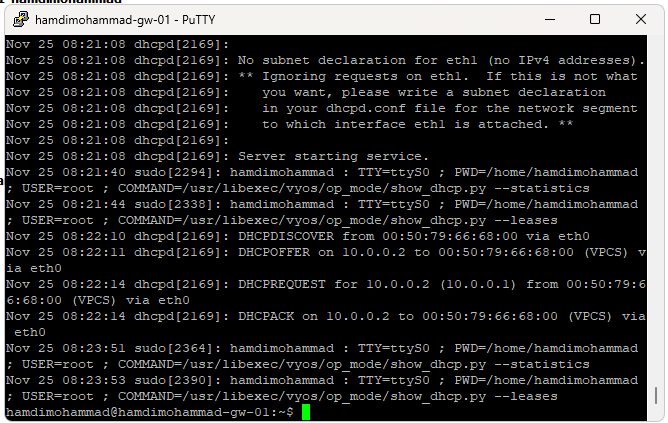 hamdimohammad
hamdimohammad-gw-01 - PuTTY
Nov 25 08:21:08 dhcpd[2169]:
Nov 25 08:21:08 dhcpd[2169]: No subnet declaration for eth1 (no IPv4 addresses).
Nov 25 08:21:08 dhcpd[2169]: ** Ignoring requests on eth1.  If this is not what
Nov 25 08:21:08 dhcpd[2169]:    you want, please write a subnet declaration
Nov 25 08:21:08 dhcpd[2169]:    in your dhcpd.conf file for the network segment
Nov 25 08:21:08 dhcpd[2169]:    to which interface eth1 is attached. **
Nov 25 08:21:08 dhcpd[2169]:
Nov 25 08:21:08 dhcpd[2169]: Server starting service.
Nov 25 08:21:40 sudo[2294]: hamdimohammad : TTY=ttyS0 ; PWD=/home/hamdimohammad
; USER=root ; COMMAND=/usr/libexec/vyos/op_mode/show_dhcp.py --statistics
Nov 25 08:21:44 sudo[2338]: hamdimohammad : TTY=ttyS0 ; PWD=/home/hamdimohammad
; USER=root ; COMMAND=/usr/libexec/vyos/op_mode/show_dhcp.py --leases
Nov 25 08:22:10 dhcpd[2169]: DHCPDISCOVER from 00:50:79:66:68:00 via eth0
Nov 25 08:22:11 dhcpd[2169]: DHCPOFFER on 10.0.0.2 to 00:50:79:66:68:00 (VPCS) v
ia eth0
Nov 25 08:22:14 dhcpd[2169]: DHCPREQUEST for 10.0.0.2 (10.0.0.1) from 00:50:79:6
6:68:00 (VPCS) via eth0
Nov 25 08:22:14 dhcpd[2169]: DHCPACK on 10.0.0.2 to 00:50:79:66:68:00 (VPCS) via
 eth0
Nov 25 08:23:51 sudo[2364]: hamdimohammad : TTY=ttyS0 ; PWD=/home/hamdimohammad
; USER=root ; COMMAND=/usr/libexec/vyos/op_mode/show_dhcp.py --statistics
Nov 25 08:23:53 sudo[2390]: hamdimohammad : TTY=ttyS0 ; PWD=/home/hamdimohammad
; USER=root ; COMMAND=/usr/libexec/vyos/op_mode/show_dhcp.py --leases
hamdimohammad@hamdimohammad-gw-01:~$